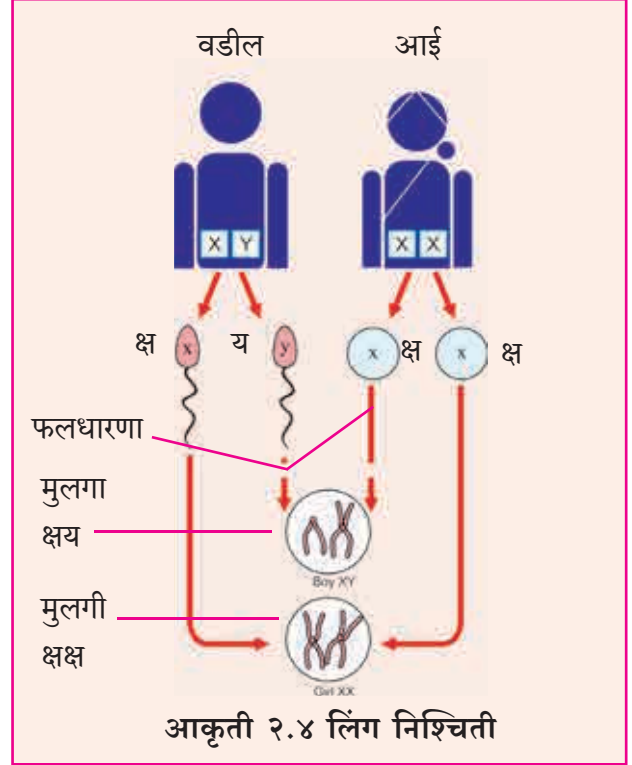 वडील आई
X Y X X
क्ष x य y x क्ष x क्ष
फलधारणा
मुलगा
क्षय
Boy XY
मुलगी
क्षक्ष
Girl XX
आकृती २.४ लिंग निश्चिती